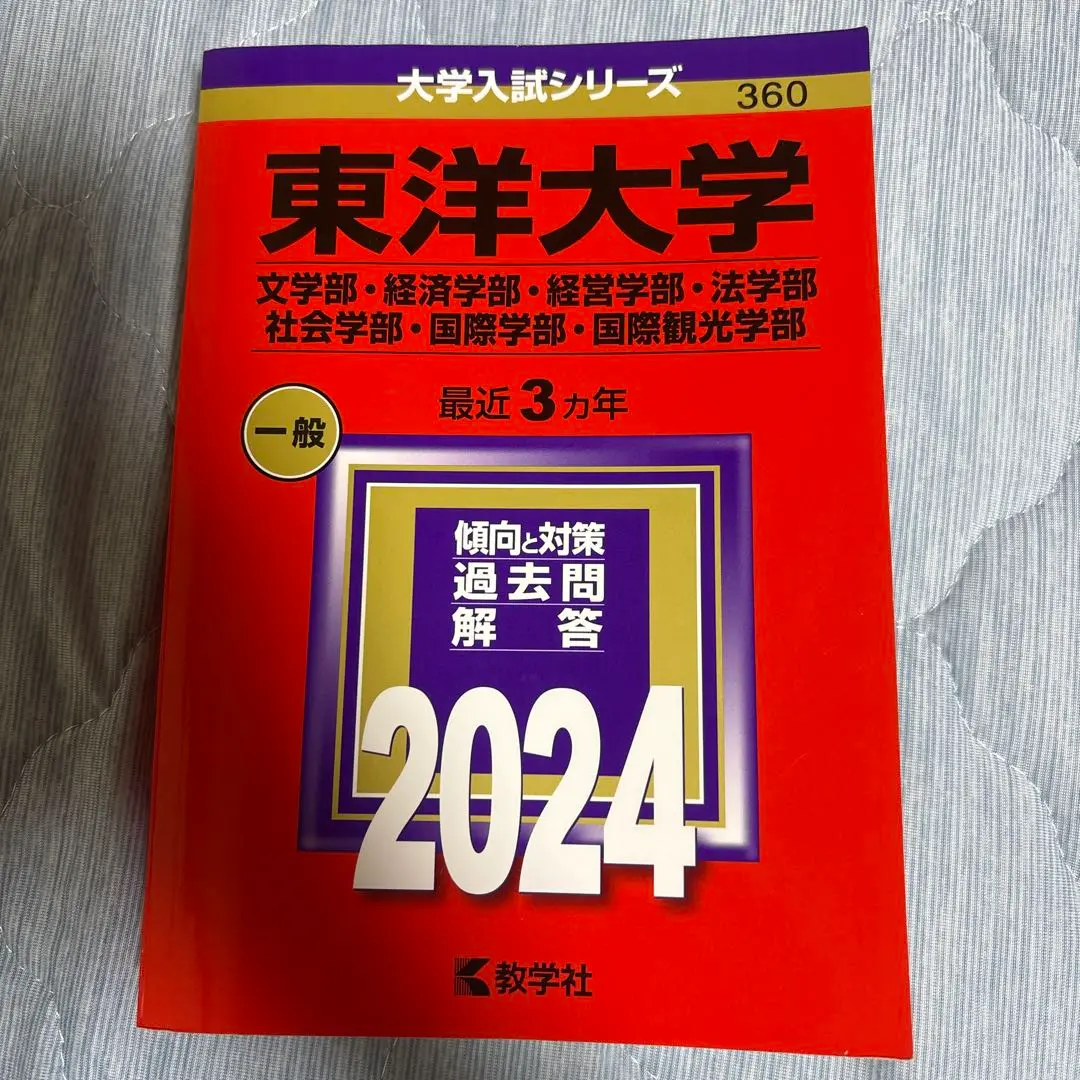 大学入試シリーズ
360
東洋大学
文学部・経済学部・経営学部・法学部
社会学部・国際学部・国際観光学部
最近3カ年
一般
傾向と対策
過去問
解答
2024
教学社